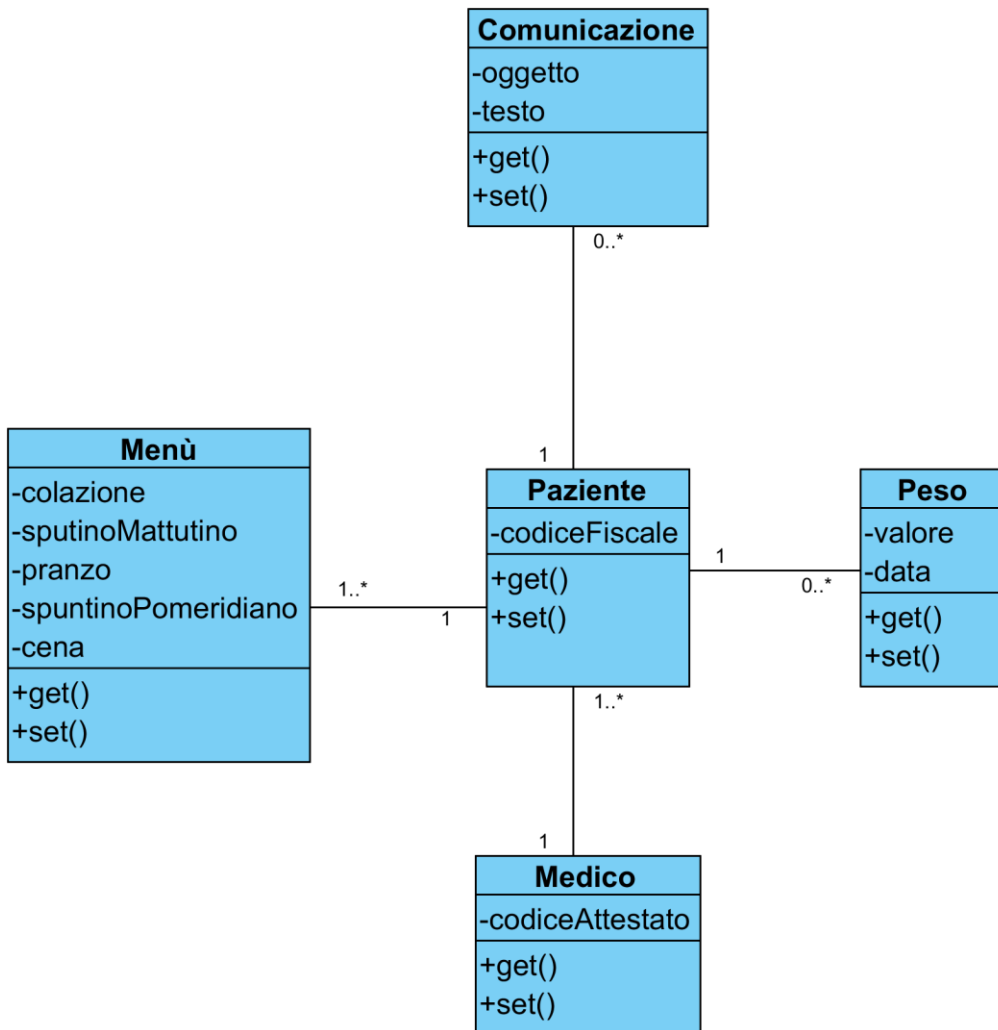 Comunicazione
-oggetto
-testo
+get()
+set()
0..*
1
Menù
-colazione
-sputinoMattutino
-pranzo
-spuntinoPomeridiano
-cena
+get()
+set()
1..*
1
Paziente
-codiceFiscale
+get()
+set()
1
0..*
Peso
-valore
-data
+get()
+set()
1..*
1
Medico
-codiceAttestato
+get()
+set()